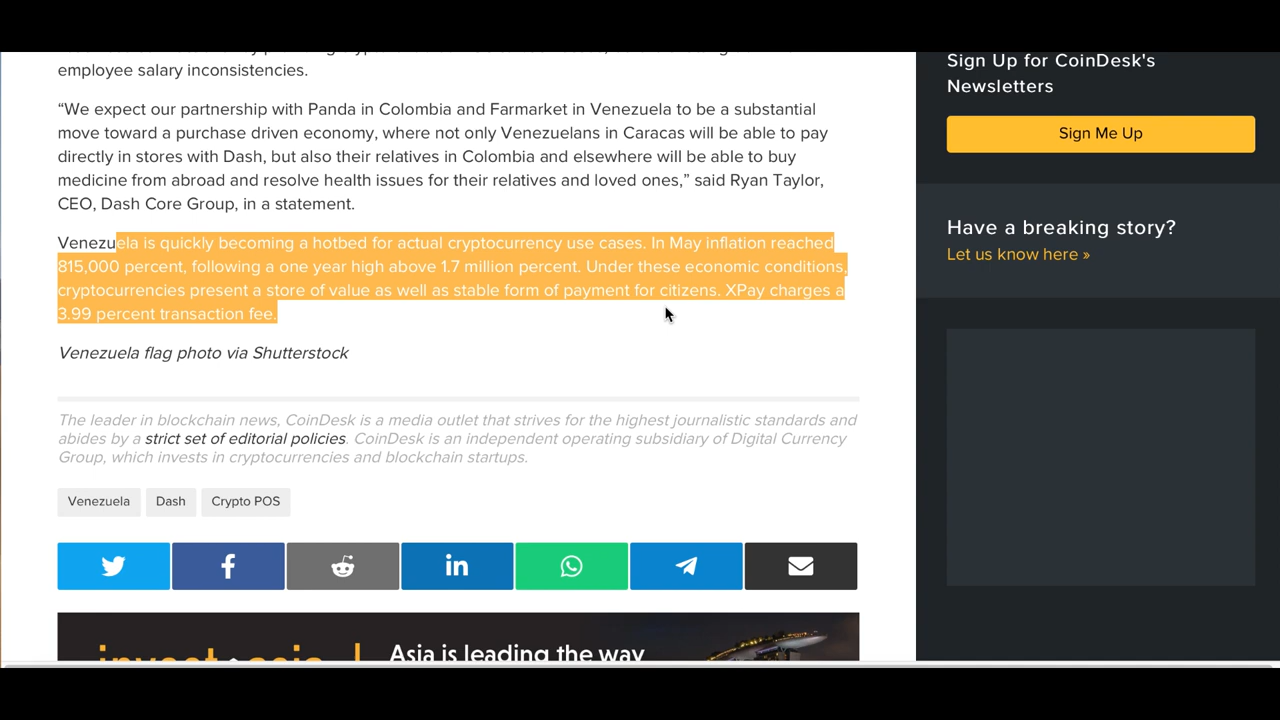 employee salary inconsistencies.
“We expect our partnership with Panda in Colombia and Farmarket in Venezuela to be a substantial
move toward a purchase driven economy, where not only Venezuelans in Caracas will be able to pay
directly in stores with Dash, but also their relatives in Colombia and elsewhere will be able to buy
medicine from abroad and resolve health issues for their relatives and loved ones,” said Ryan Taylor,
CEO, Dash Core Group, in a statement.
Venezuela is quickly becoming a hotbed for actual cryptocurrency use cases. In May inflation reached
815,000 percent, following a one year high above 1.7 million percent. Under these economic conditions,
cryptocurrencies present a store of value as well as stable form of payment for citizens. XPay charges a
3.99 percent transaction fee.
Venezuela flag photo via Shutterstock
The leader in blockchain news, CoinDesk is a media outlet that strives for the highest journalistic standards and
abides by a strict set of editorial policies. CoinDesk is an independent operating subsidiary of Digital Currency
Group, which invests in cryptocurrencies and blockchain startups.
Venezuela Dash Crypto POS
Asia is leading the way
Sign Up for CoinDesk's
Newsletters
Sign Me Up
Have a breaking story?
Let us know here »